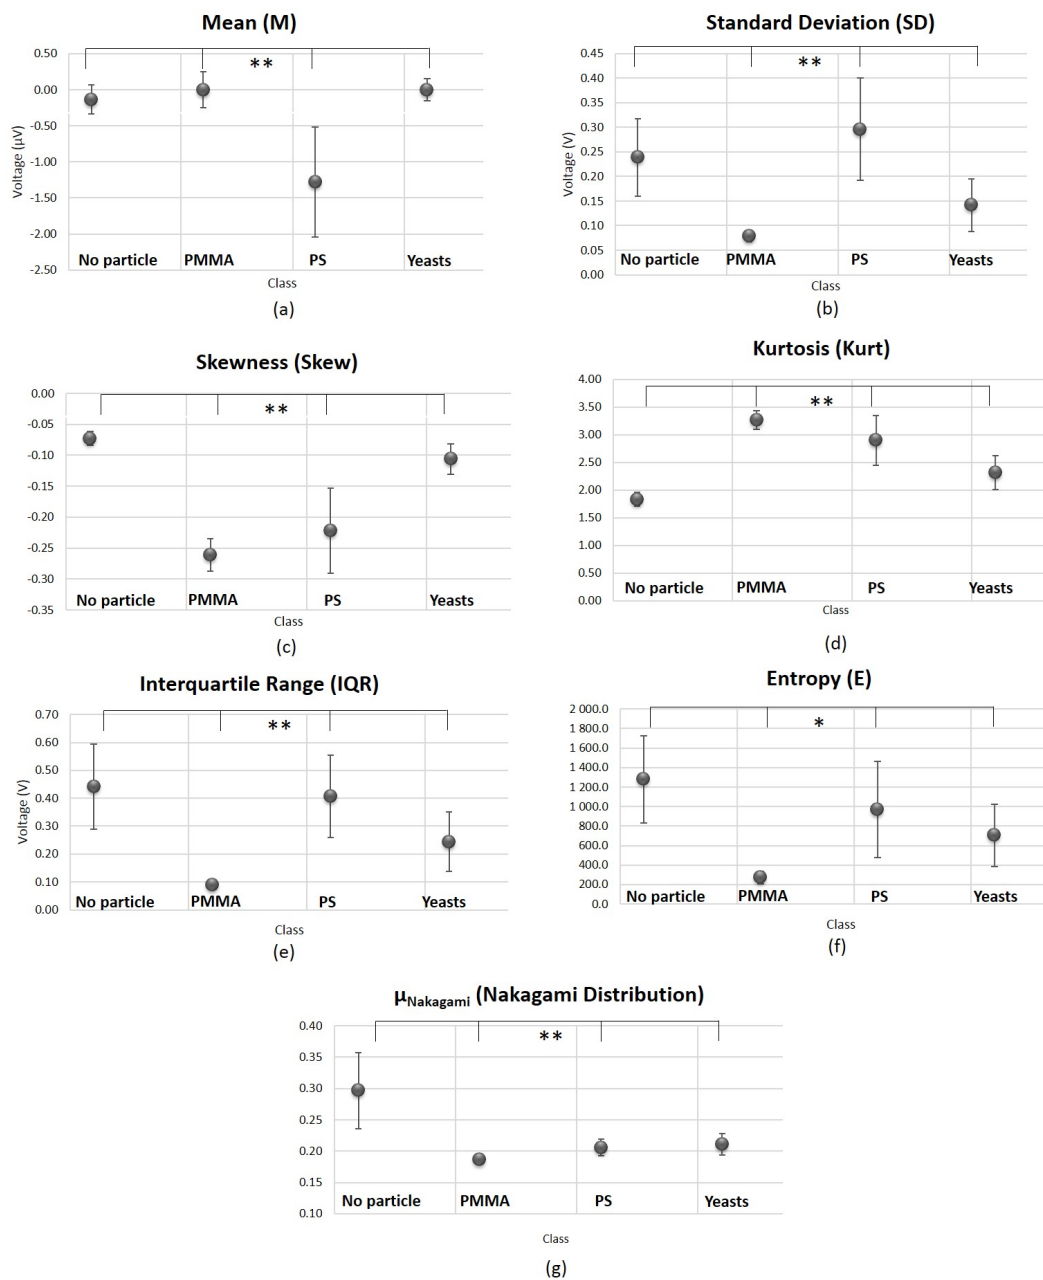 Mean (M)
0.50
0.00
-0.50
-1.00
-1.50
-2.00
-2.50
Voltage (µV)
**
No particle PMMA PS Yeasts
Class
(a)
Standard Deviation (SD)
0.45
0.40
0.35
0.30
0.25
0.20
0.15
0.10
0.05
0.00
Voltage (V)
**
No particle PMMA PS Yeasts
Class
(b)
Skewness (Skew)
0.00
-0.05
-0.10
-0.15
-0.20
-0.25
-0.30
-0.35
**
No particle PMMA PS Yeasts
Class
(c)
Kurtosis (Kurt)
4.00
3.50
3.00
2.50
2.00
1.50
1.00
0.50
0.00
**
No particle PMMA PS Yeasts
Class
(d)
Interquartile Range (IQR)
0.70
0.60
0.50
0.40
0.30
0.20
0.10
0.00
Voltage (V)
**
No particle PMMA PS Yeasts
Class
(e)
Entropy (E)
2 000.0
1 800.0
1 600.0
1 400.0
1 200.0
1 000.0
800.0
600.0
400.0
200.0
0.0
*
No particle PMMA PS Yeasts
Class
(f)
µNakagami (Nakagami Distribution)
0.40
0.35
0.30
0.25
0.20
0.15
0.10
**
No particle PMMA PS Yeasts
Class
(g)